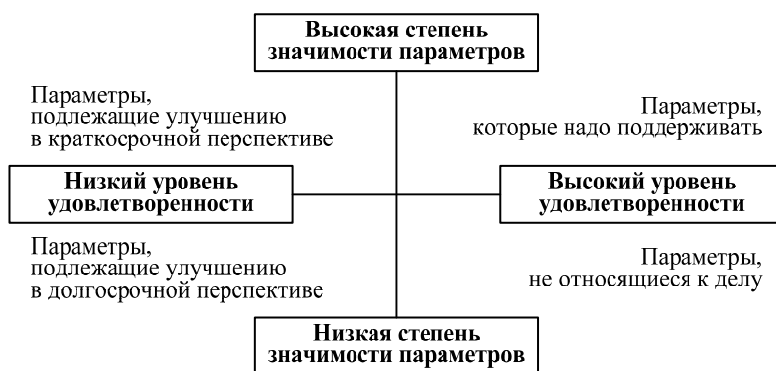 Высокая степень
значимости параметров
Параметры,
подлежащие улучшению
в краткосрочной перспективе
Параметры,
которые надо поддерживать
Низкий уровень
удовлетворенности
Высокий уровень
удовлетворенности
Параметры,
подлежащие улучшению
в долгосрочной перспективе
Параметры,
не относящиеся к делу
Низкая степень
значимости параметров